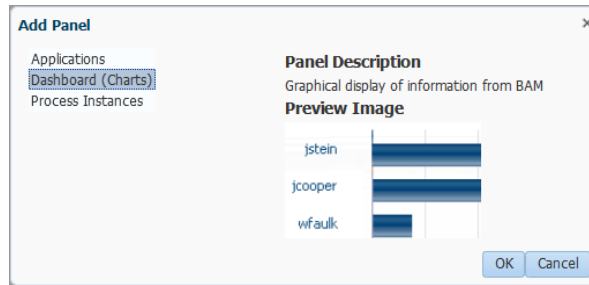 Add Panel
Applications
Dashboard (Charts)
Process Instances
Panel Description
Graphical display of information from BAM
Preview Image
jstein
jcooper
wfaulk
OK
Cancel